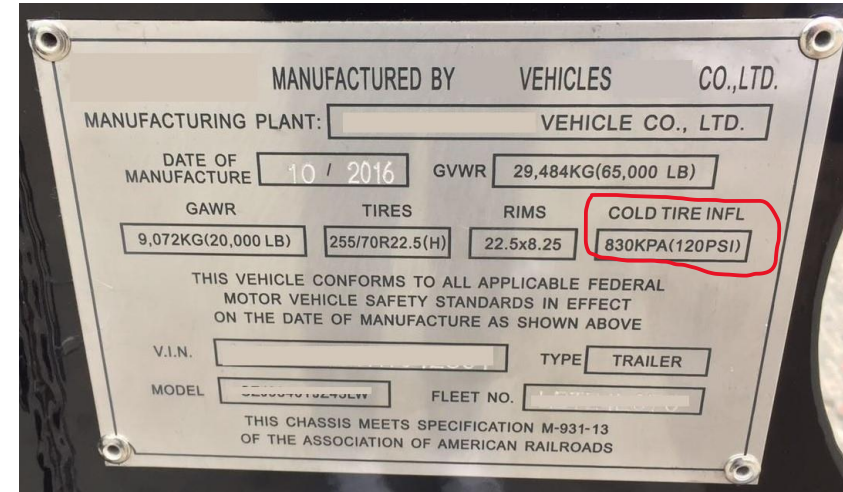 MANUFACTURED BY VEHICLES CO.,LTD.
MANUFACTURING PLANT: VEHICLE CO., LTD.
DATE OF MANUFACTURE 10 / 2016 GVWR 29,484KG(65,000 LB)
GAWR TIRES RIMS COLD TIRE INFL
9,072KG(20,000 LB) 255/70R22.5(H) 22.5x8.25 830KPA(120PSI)
THIS VEHICLE CONFORMS TO ALL APPLICABLE FEDERAL
MOTOR VEHICLE SAFETY STANDARDS IN EFFECT
ON THE DATE OF MANUFACTURE AS SHOWN ABOVE
V.I.N. TYPE TRAILER
MODEL FLEET NO.
THIS CHASSIS MEETS SPECIFICATION M-931-13
OF THE ASSOCIATION OF AMERICAN RAILROADS